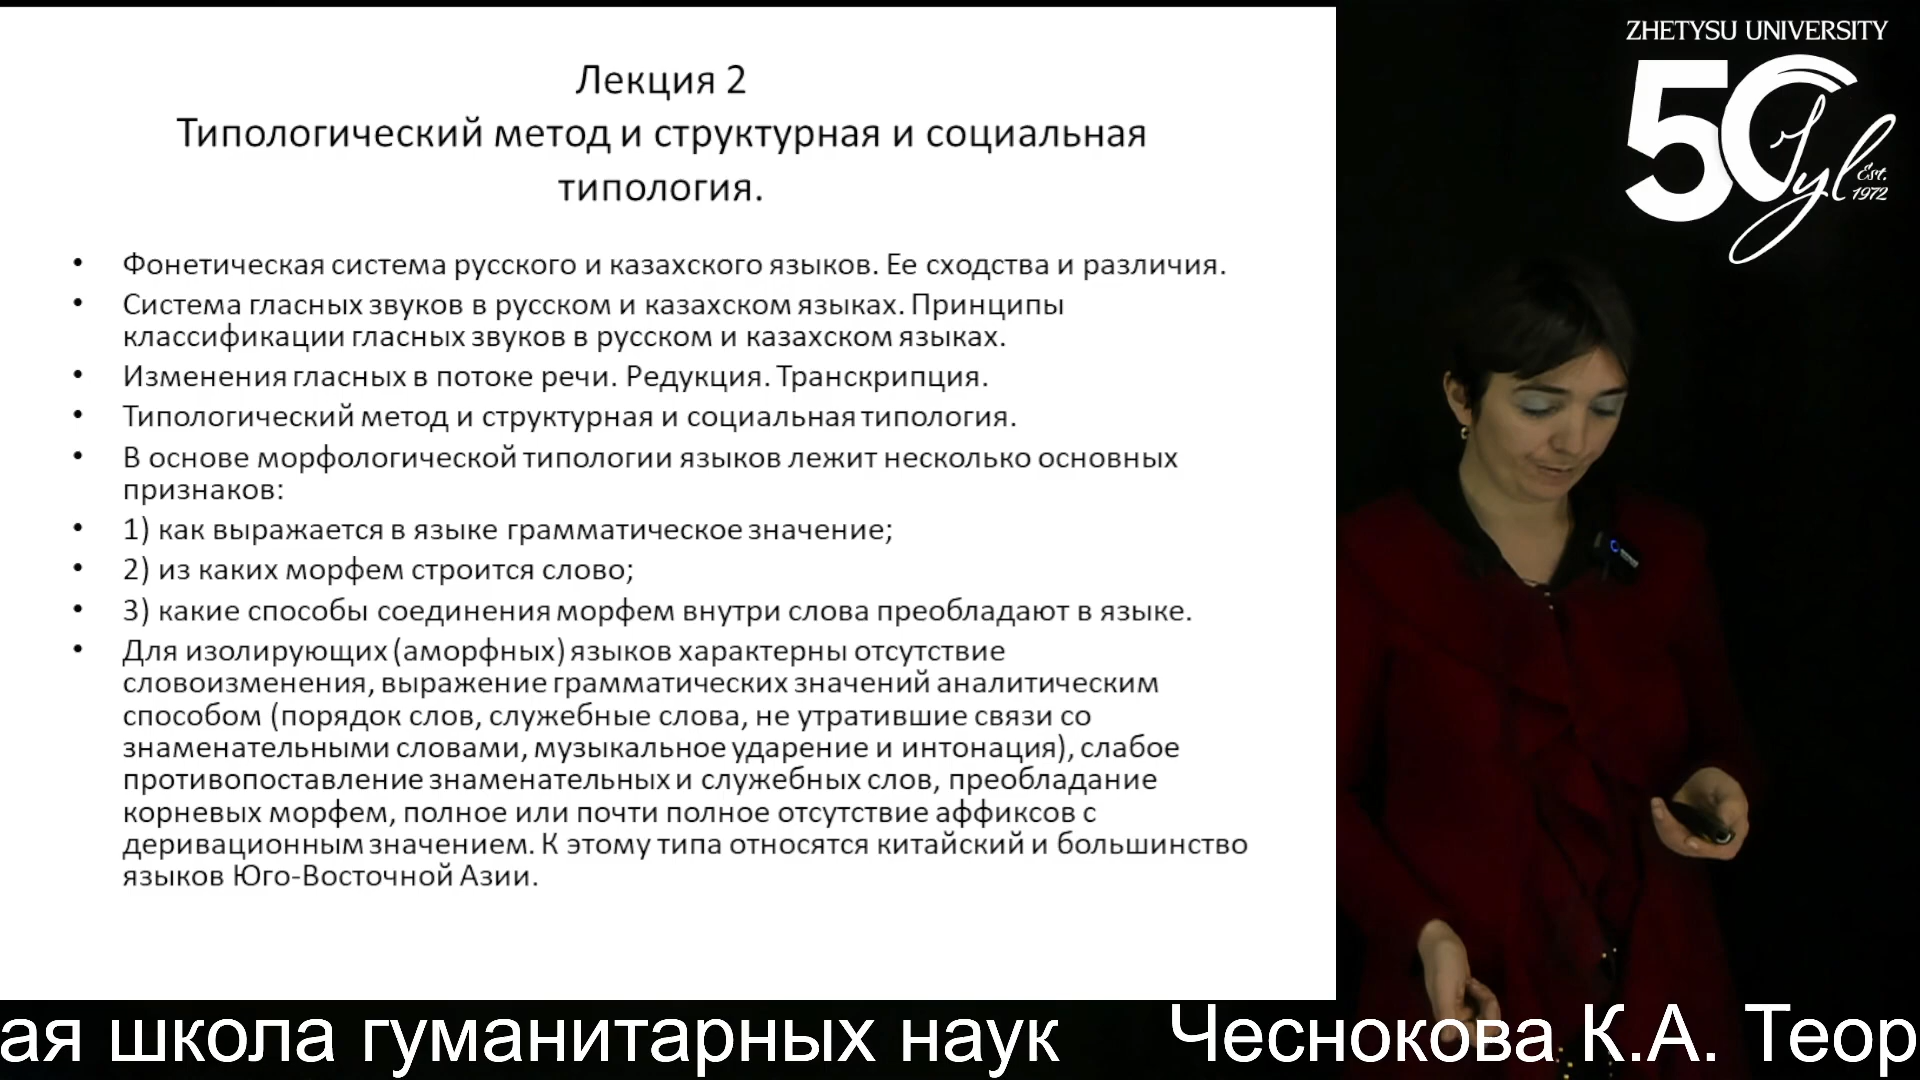 Лекция 2
Типологический метод и структурная и социальная
типология.
• Фонетическая система русского и казахского языков. Ее сходства и различия.
• Система гласных звуков в русском и казахском языках. Принципы
классификации гласных звуков в русском и казахском языках.
• Изменения гласных в потоке речи. Редукция. Транскрипция.
• Типологический метод и структурная и социальная типология.
• В основе морфологической типологии языков лежит несколько основных
признаков:
• 1) как выражается в языке грамматическое значение;
• 2) из каких морфем строится слово;
• 3) какие способы соединения морфем внутри слова преобладают в языке.
• Для изолирующих (аморфных) языков характерны отсутствие
словоизменения, выражение грамматических значений аналитическим
способом (порядок слов, служебные слова, не утратившие связи со
знаменательными словами, музыкальное ударение и интонация), слабое
противопоставление знаменательных и служебных слов, преобладание
корневых морфем, полное или почти полное отсутствие аффиксов с
деривационным значением. К этому типа относятся китайский и большинство
языков Юго-Восточной Азии.
ZHETYSU UNIVERSITY
50
Jyl
Est.
1972
ая школа гуманитарных наук Чеснокова К.А. Теор